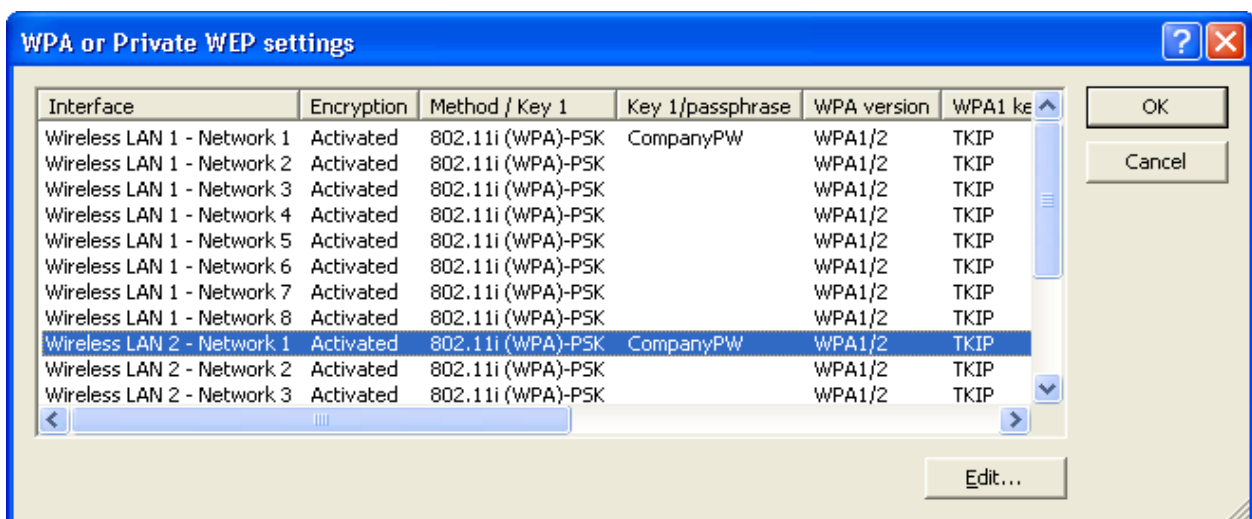 WPA or Private WEP settings
Interface Encryption Method / Key 1 Key 1/passphrase WPA version WPA1 ke
OK
Wireless LAN 1 - Network 1 Activated 802.11i (WPA)-PSK CompanyPW WPA1/2 TKIP
Wireless LAN 1 - Network 2 Activated 802.11i (WPA)-PSK WPA1/2 TKIP
Cancel
Wireless LAN 1 - Network 3 Activated 802.11i (WPA)-PSK WPA1/2 TKIP
Wireless LAN 1 - Network 4 Activated 802.11i (WPA)-PSK WPA1/2 TKIP
Wireless LAN 1 - Network 5 Activated 802.11i (WPA)-PSK WPA1/2 TKIP
Wireless LAN 1 - Network 6 Activated 802.11i (WPA)-PSK WPA1/2 TKIP
Wireless LAN 1 - Network 7 Activated 802.11i (WPA)-PSK WPA1/2 TKIP
Wireless LAN 1 - Network 8 Activated 802.11i (WPA)-PSK WPA1/2 TKIP
Wireless LAN 2 - Network 1 Activated 802.11i (WPA)-PSK CompanyPW WPA1/2 TKIP
Wireless LAN 2 - Network 2 Activated 802.11i (WPA)-PSK WPA1/2 TKIP
Wireless LAN 2 - Network 3 Activated 802.11i (WPA)-PSK WPA1/2 TKIP
Edit...